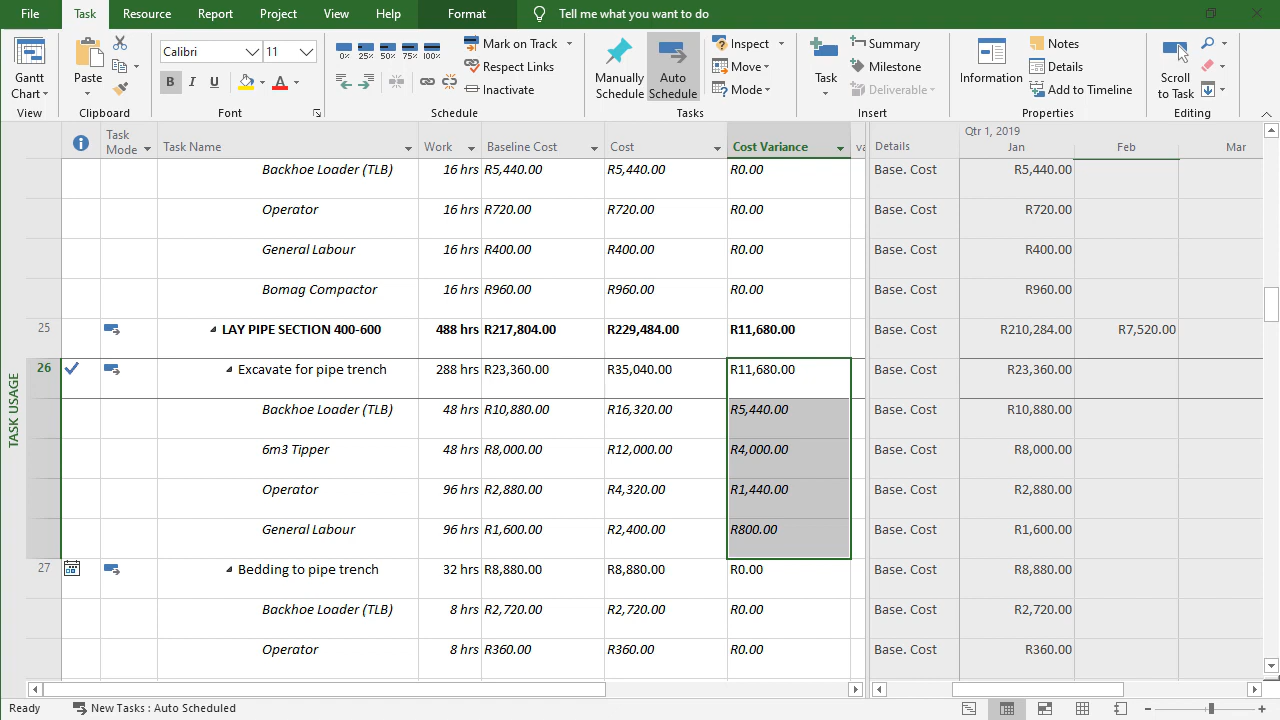 File Task Resource Report Project View Help Format Tell me what you want to do
Gantt Chart
View
Paste
Clipboard
Calibri 11
B I U A
Font
0% 25% 50% 75% 100%
Mark on Track
Respect Links
Inactivate
Schedule
Manually Schedule
Auto Schedule
Inspect
Move
Mode
Tasks
Task
Summary
Milestone
Deliverable
Insert
Information
Notes
Details
Add to Timeline
Properties
Scroll to Task
Editing
TASK USAGE
Task Mode Task Name Work Baseline Cost Cost Cost Variance va Details Qtr 1, 2019
Jan Feb Mar
Backhoe Loader (TLB) 16 hrs R5,440.00 R5,440.00 R0.00 Base. Cost R5,440.00
Operator 16 hrs R720.00 R720.00 R0.00 Base. Cost R720.00
General Labour 16 hrs R400.00 R400.00 R0.00 Base. Cost R400.00
Bomag Compactor 16 hrs R960.00 R960.00 R0.00 Base. Cost R960.00
25 LAY PIPE SECTION 400-600 488 hrs R217,804.00 R229,484.00 R11,680.00 Base. Cost R210,284.00 R7,520.00
26 Excavate for pipe trench 288 hrs R23,360.00 R35,040.00 R11,680.00 Base. Cost R23,360.00
Backhoe Loader (TLB) 48 hrs R10,880.00 R16,320.00 R5,440.00 Base. Cost R10,880.00
6m3 Tipper 48 hrs R8,000.00 R12,000.00 R4,000.00 Base. Cost R8,000.00
Operator 96 hrs R2,880.00 R4,320.00 R1,440.00 Base. Cost R2,880.00
General Labour 96 hrs R1,600.00 R2,400.00 R800.00 Base. Cost R1,600.00
27 Bedding to pipe trench 32 hrs R8,880.00 R8,880.00 R0.00 Base. Cost R8,880.00
Backhoe Loader (TLB) 8 hrs R2,720.00 R2,720.00 R0.00 Base. Cost R2,720.00
Operator 8 hrs R360.00 R360.00 R0.00 Base. Cost R360.00
Ready New Tasks : Auto Scheduled